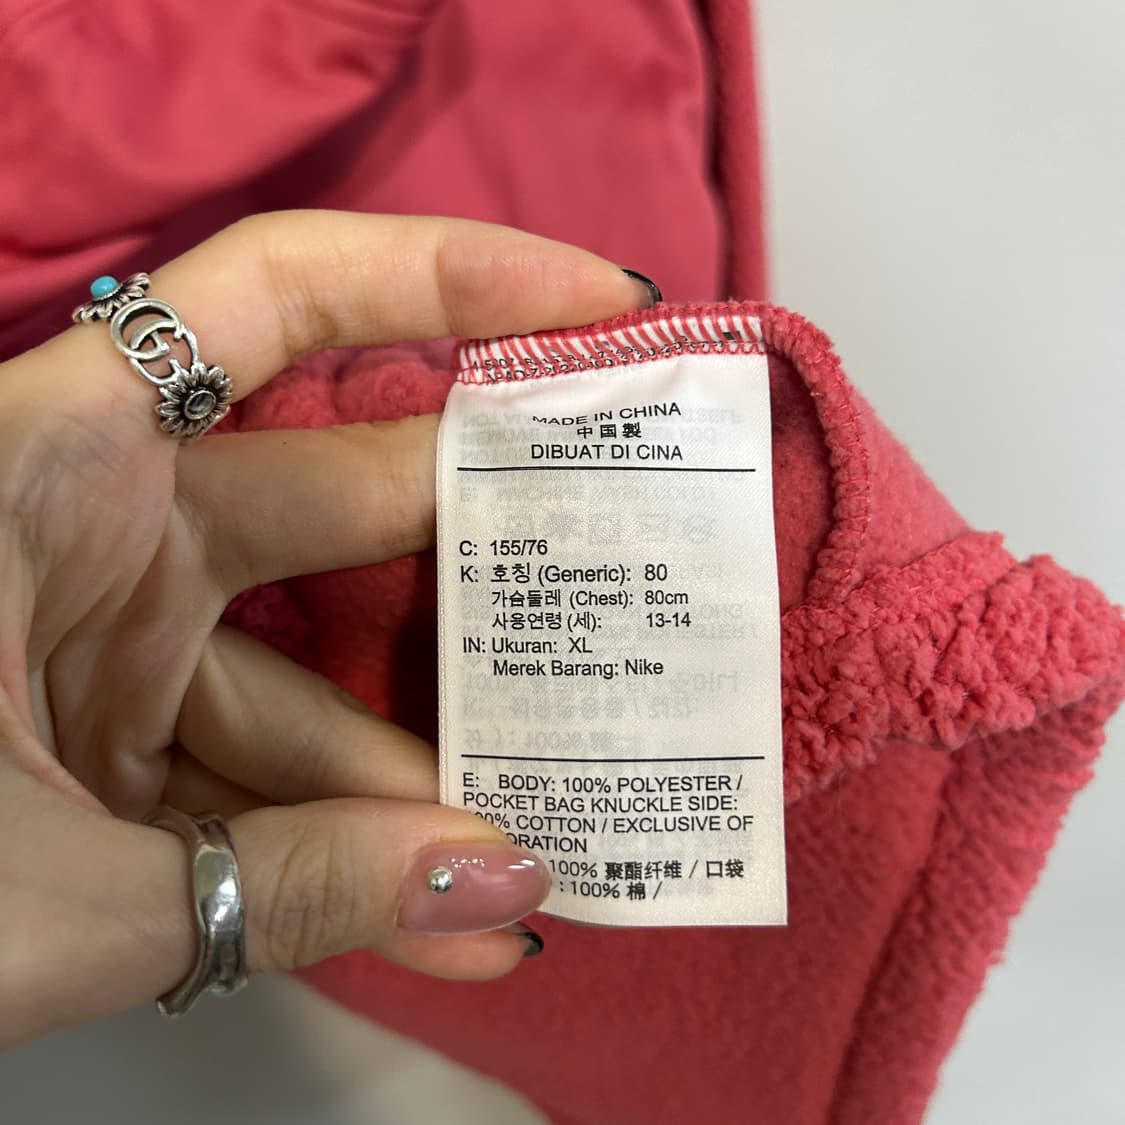 MADE IN CHINA
中国製
DIBUAT DI CINA
C: 155/76
K: 호칭 (Generic): 80
가슴둘레 (Chest): 80cm
사용연령 (세): 13-14
IN: Ukuran: XL
Merek Barang: Nike
E: BODY: 100% POLYESTER /
POCKET BAG KNUCKLE SIDE:
COTTON / EXCLUSIVE OF
100% 聚酯纤维 / 口袋
: 100% 棉 /